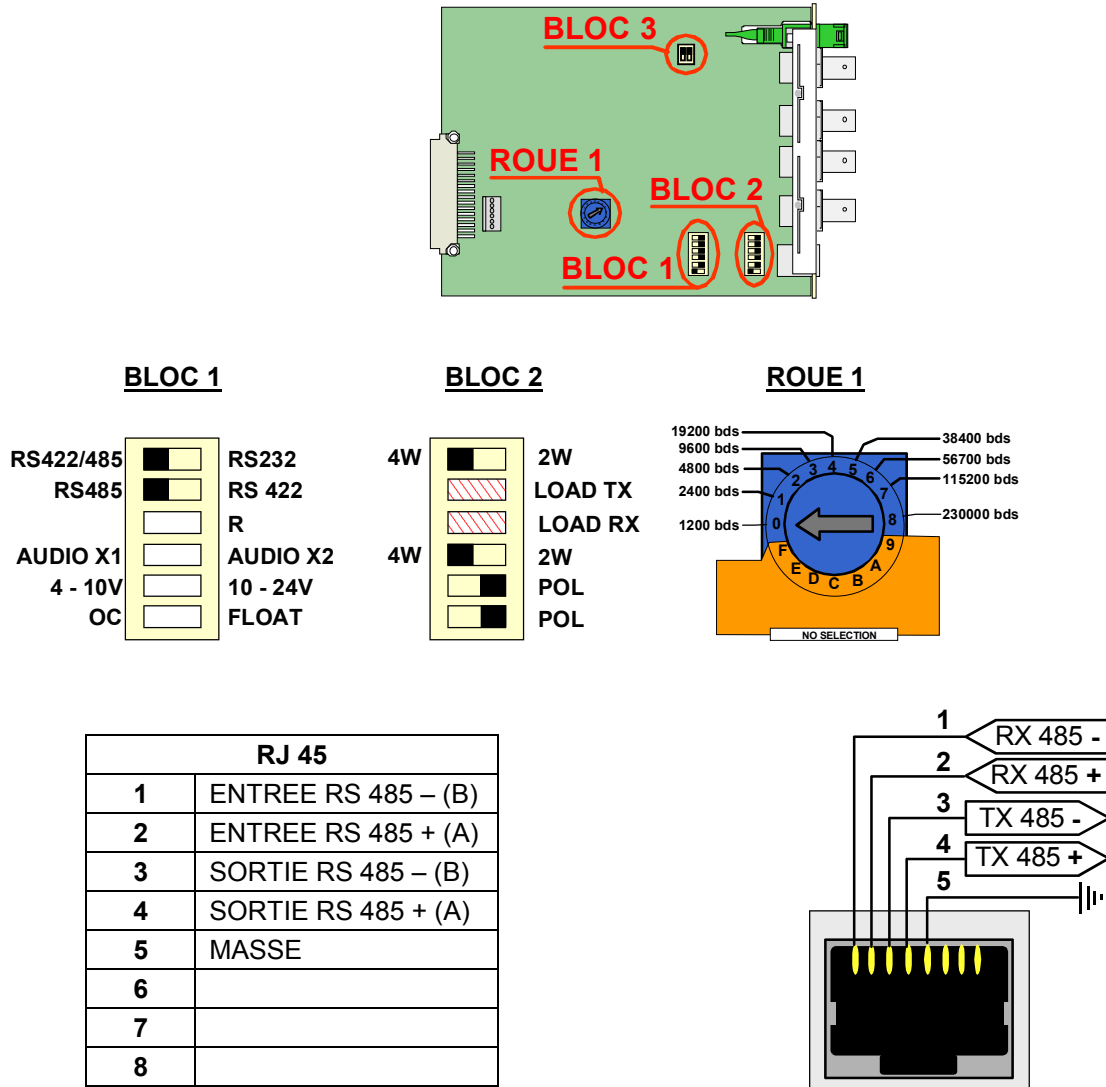 BLOC 3
ROUE 1
BLOC 2
BLOC 1
BLOC 1
RS422/485 RS232
RS485 RS 422
R
AUDIO X1 AUDIO X2
4 - 10V 10 - 24V
OC FLOAT
BLOC 2
4W 2W
LOAD TX
LOAD RX
4W 2W
POL
POL
ROUE 1
19200 bds
9600 bds
4800 bds
2400 bds
1200 bds
38400 bds
56700 bds
115200 bds
230000 bds
0 1 2 3 4 5 6 7 8 9 A B C D E F
NO SELECTION
RJ 45
1 ENTREE RS 485 – (B)
2 ENTREE RS 485 + (A)
3 SORTIE RS 485 – (B)
4 SORTIE RS 485 + (A)
5 MASSE
6
7
8
1 RX 485 -
2 RX 485 +
3 TX 485 -
4 TX 485 +
5